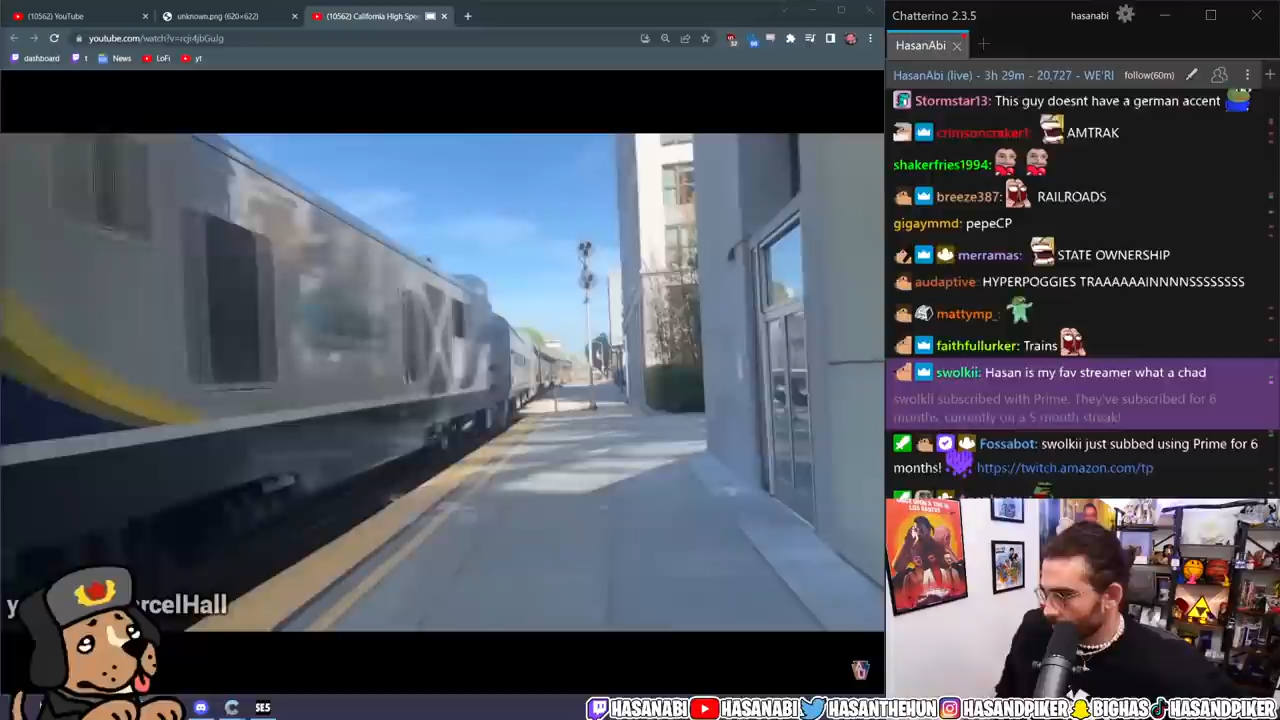 (10562) YouTube
unknown.png (620×622)
(10562) California High Spe
youtube.com/watch?v=rcjr4jbGuJg
dashboard
t
News
LoFi
yt
rcelHall
SE5
Chatterino 2.3.5
hasanabi
HasanAbi
HasanAbi (live) - 3h 29m - 20,727 - WE'RI
follow(60m)
Stormstar13: This guy doesnt have a german accent
crimsoncraker1 AMTRAK
shakerfries1994:
breeze387: RAILROADS
gigaymmd: pepeCP
merramas: STATE OWNERSHIP
audaptive: HYPERPOGGIES TRAAAAAAINNNNSSSSSSSS
mattymp_:
faithfullurker: Trains
swolkii: Hasan is my fav streamer what a chad
swolkii subscribed with Prime. They've subscribed for 6
months, currently on a 5 month streak!
Fossabot: swolkii just subbed using Prime for 6
months! https://twitch.amazon.com/tp
LOS SANTOS
HASANABI HASANABI HASANTHEHUN HASANDPIKER BIGHAS HASANDPIKER